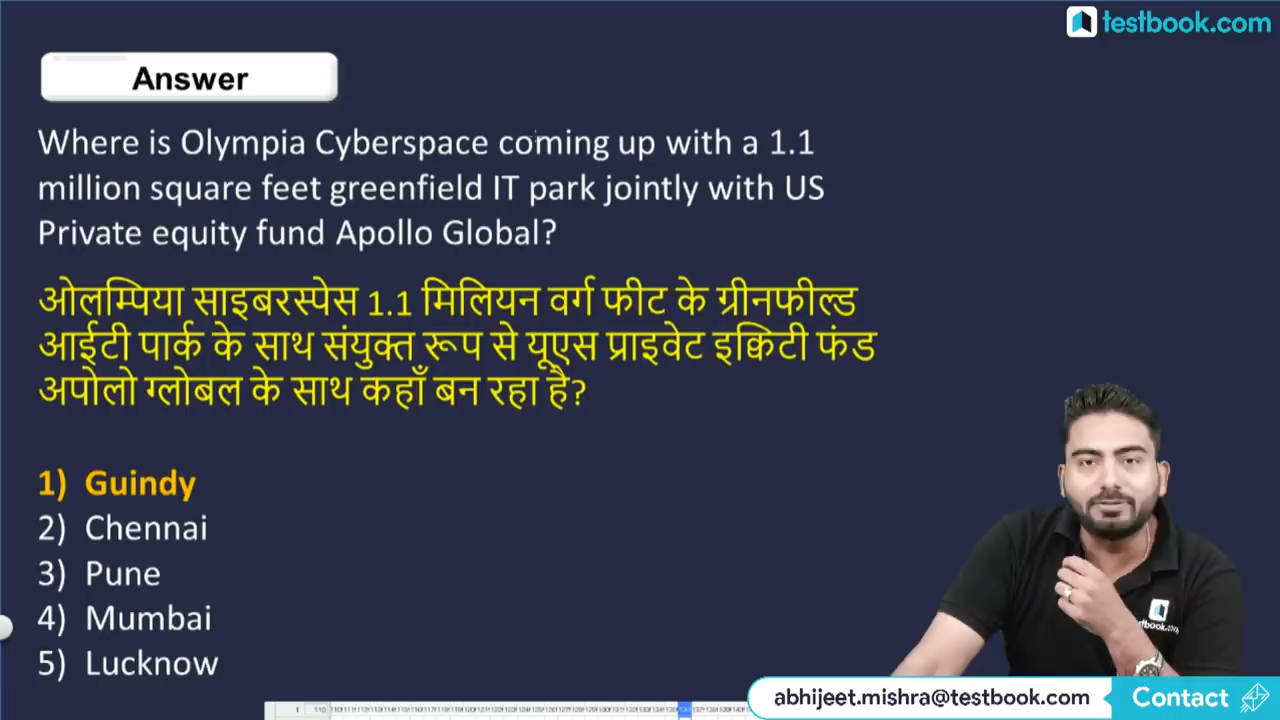 testbook.com
Answer
Where is Olympia Cyberspace coming up with a 1.1
million square feet greenfield IT park jointly with US
Private equity fund Apollo Global?
ओलम्पिया साइबरस्पेस 1.1 मिलियन वर्ग फीट के ग्रीनफील्ड
आईटी पार्क के साथ संयुक्त रूप से यूएस प्राइवेट इक्विटी फंड
अपोलो ग्लोबल के साथ कहाँ बन रहा है?
1) Guindy
2) Chennai
3) Pune
4) Mumbai
5) Lucknow
abhijeet.mishra@testbook.com Contact